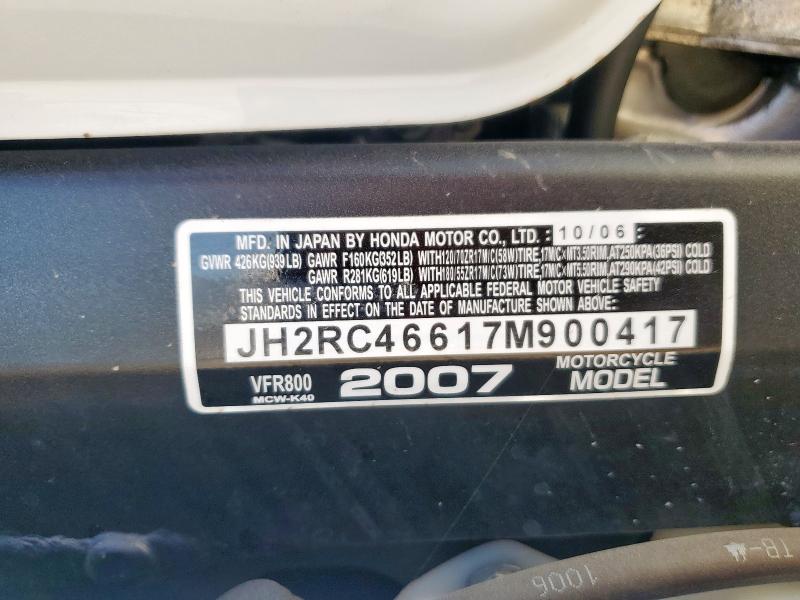 MFD. IN JAPAN BY HONDA MOTOR CO., LTD. 10/06
GVWR 426KG(939LB) GAWR F160KG(352LB) WITH120/70ZR17M/C(58W)TIRE,17MC×MT3.50RIM,AT250KPA(36PSI) COLD
GAWR R281KG(619LB) WITH180/55ZR17M/C(73W)TIRE,17MC×MT5.50RIM,AT290KPA(42PSI) COLD
THIS VEHICLE CONFORMS TO ALL APPLICABLE FEDERAL MOTOR VEHICLE SAFETY
STANDARDS IN EFFECT ON THE DATE OF MANUFACTURE SHOWN ABOVE:
JH2RC46617M900417
VFR800 2007 MOTORCYCLE
MCW-K40 MODEL
1006 TB-